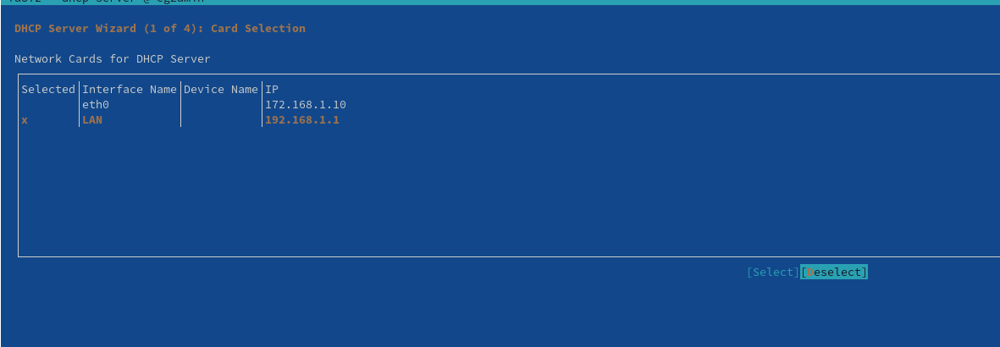 DHCP Server Wizard (1 of 4): Card Selection
Network Cards for DHCP Server
Selected Interface Name Device Name IP
eth0 172.168.1.10
x LAN 192.168.1.1
[Select][Deselect]